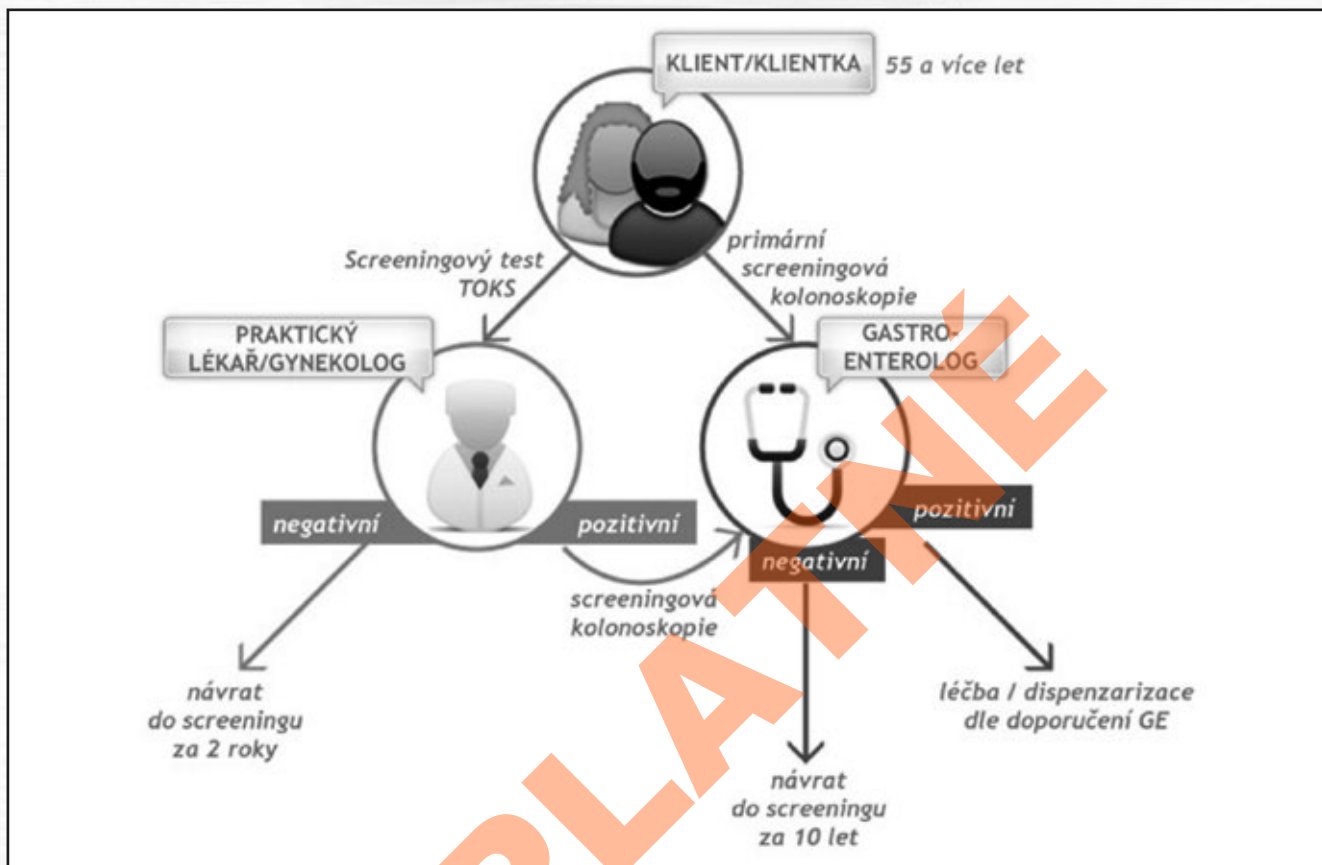 KLIENT/KLIENTKA
55 a více let
Screeningový test
TOKS
primární
screeningová
kolonoskopie
PRAKTICKÝ
LÉKAŘ/GYNEKOLOG
GASTRO-
ENTEROLOG
negativní
pozitivní
negativní
pozitivní
screeningová
kolonoskopie
návrat
do screeningu
za 2 roky
návrat
do screeningu
za 10 let
léčba / dispenzarizace
dle doporučení GE
PLATNÉ